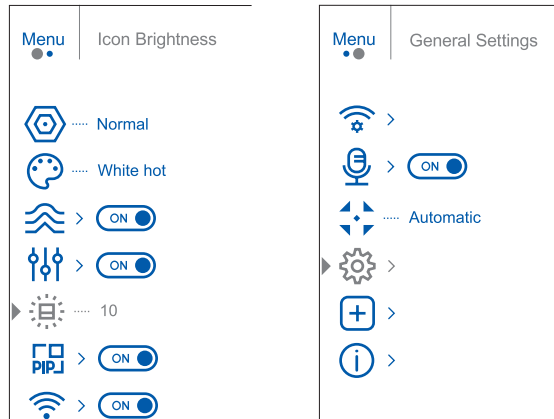 Menu
Icon Brightness
Normal
White hot
ON
ON
10
PIP
ON
ON
Menu
General Settings
ON
Automatic